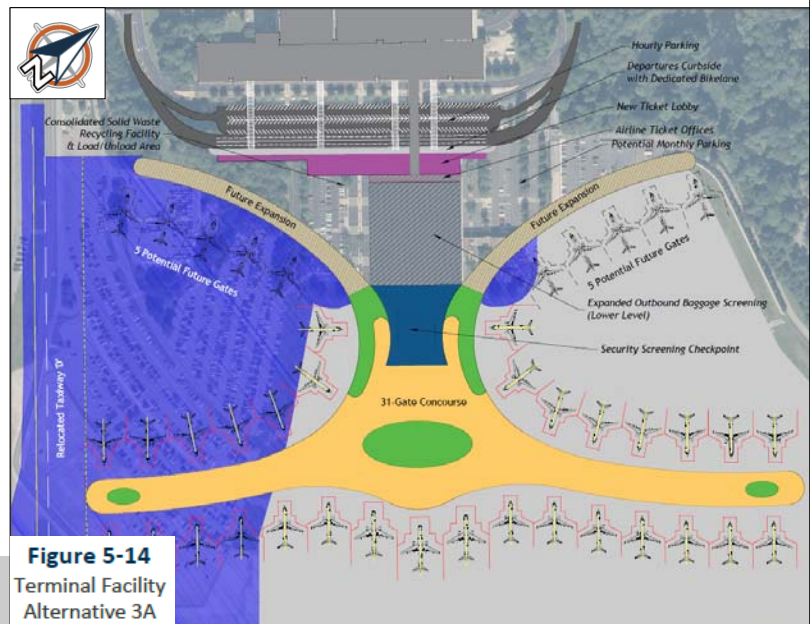 Hourly Parking
Departures Curbside
with Dedicated Bikelane
New Ticket Lobby
Airline Ticket Offices
Potential Monthly Parking
Consolidated Solid Waste
Recycling Facility
& Load/Unload Area
Future Expansion
Future Expansion
5 Potential Future Gates
5 Potential Future Gates
Expanded Outbound Baggage Screening
(Lower Level)
Security Screening Checkpoint
31-Gate Concourse
Relocated Taxiway 'D'
Figure 5-14
Terminal Facility
Alternative 3A